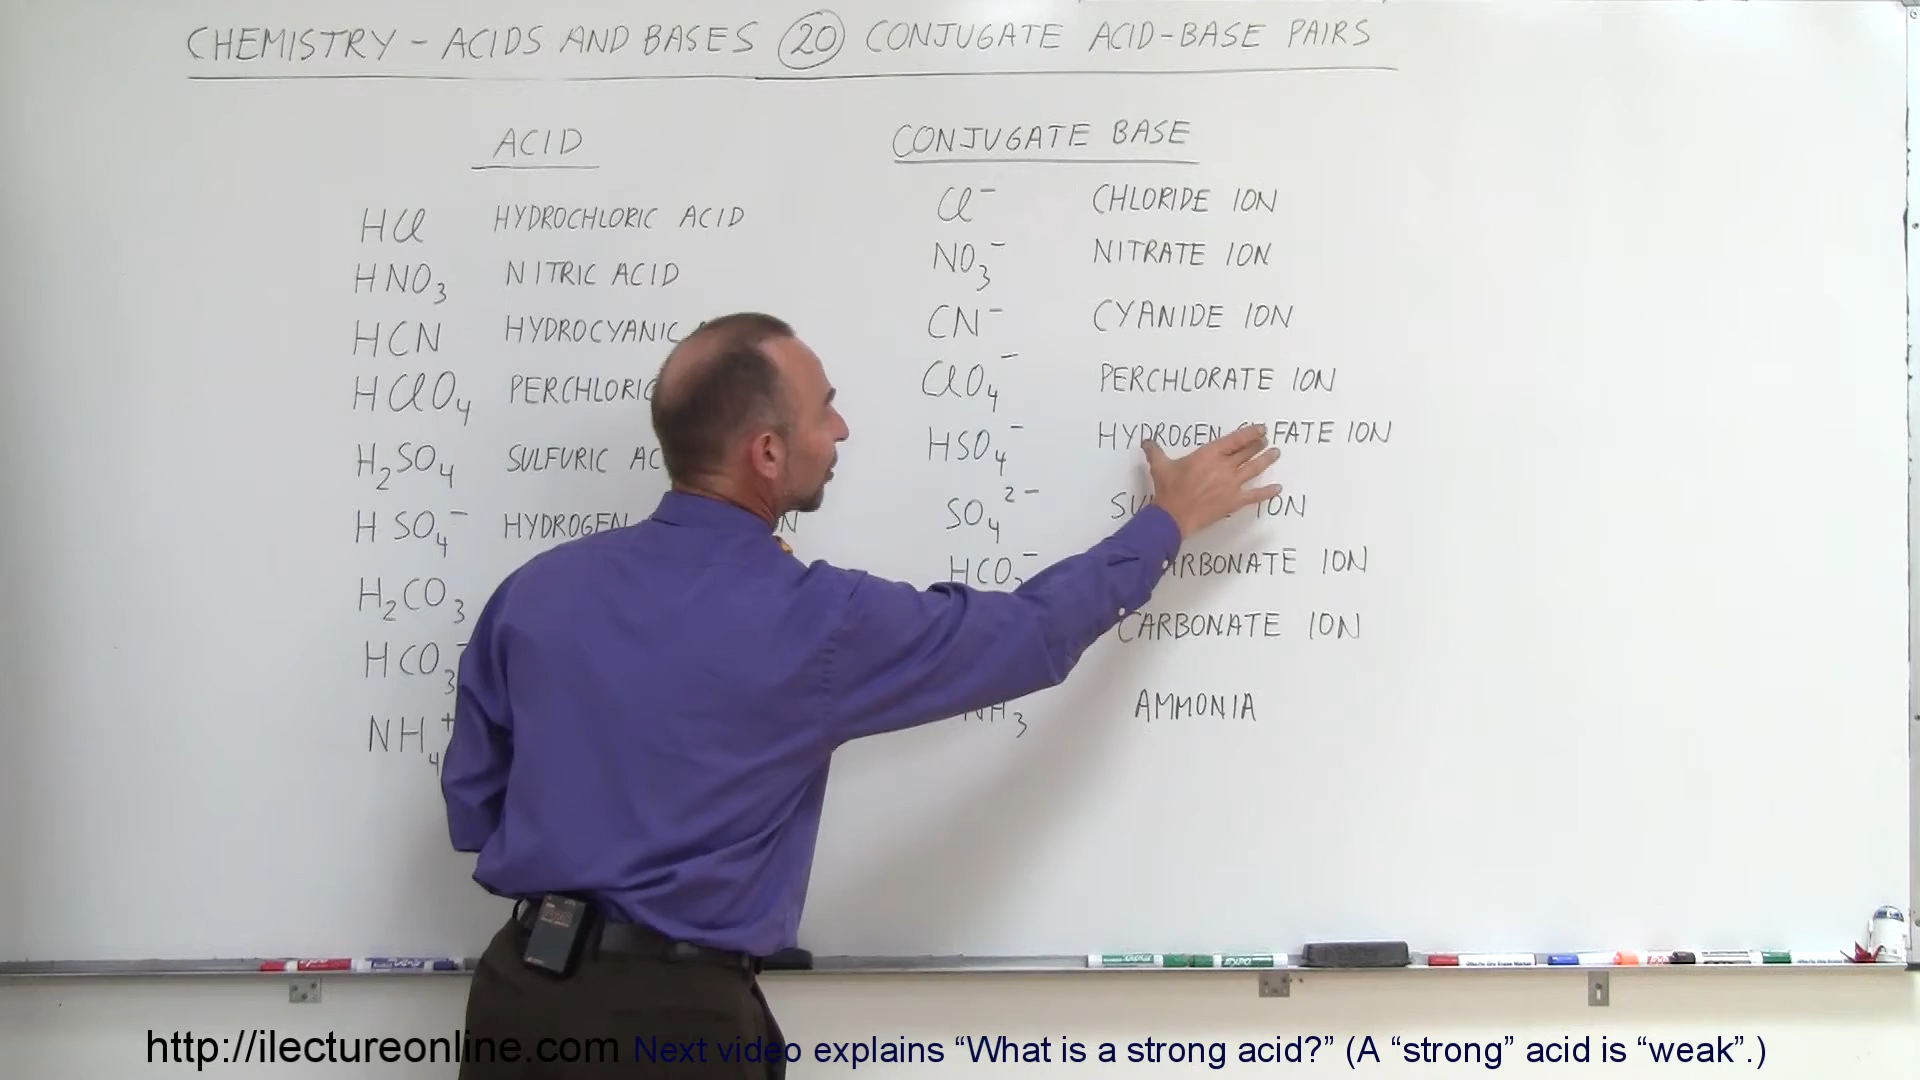 CHEMISTRY - ACIDS AND BASES 20 CONJUGATE ACID-BASE PAIRS
ACID CONJUGATE BASE
HCl HYDROCHLORIC ACID Cl⁻ CHLORIDE ION
HNO₃ NITRIC ACID NO₃⁻ NITRATE ION
HCN HYDROCYANIC CN⁻ CYANIDE ION
HClO₄ PERCHLORIC ClO₄⁻ PERCHLORATE ION
H₂SO₄ SULFURIC HSO₄⁻ HYDROGEN ION
HSO₄⁻ HYDROGEN SO₄²⁻ ION
H₂CO₃ HCO₃⁻ ION
HCO₃⁻ CARBONATE ION
NH₄⁺ NH₃ AMMONIA
http://ilectureonline.com Next video explains “What is a strong acid?” (A “strong” acid is “weak”.)